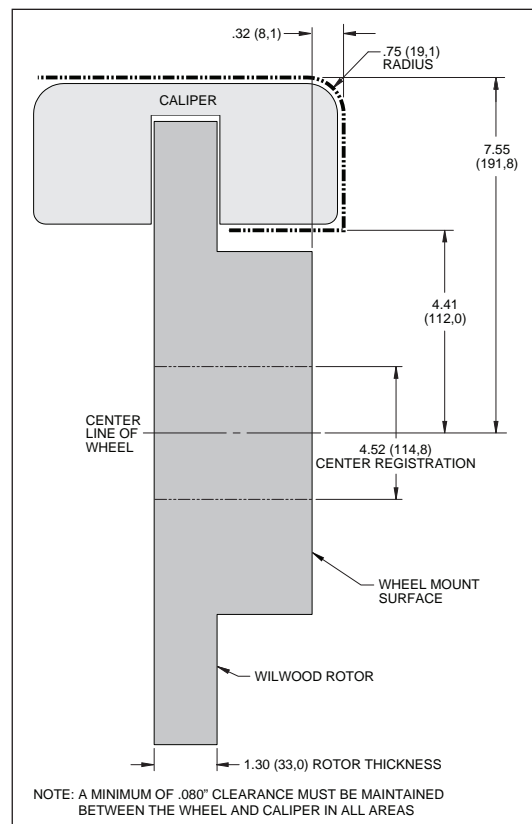 .32 (8,1)
.75 (19,1)
RADIUS
CALIPER
7.55
(191,8)
4.41
(112,0)
CENTER
LINE OF
WHEEL
4.52 (114,8)
CENTER REGISTRATION
WHEEL MOUNT
SURFACE
WILWOOD ROTOR
1.30 (33,0) ROTOR THICKNESS
NOTE: A MINIMUM OF .080" CLEARANCE MUST BE MAINTAINED
BETWEEN THE WHEEL AND CALIPER IN ALL AREAS